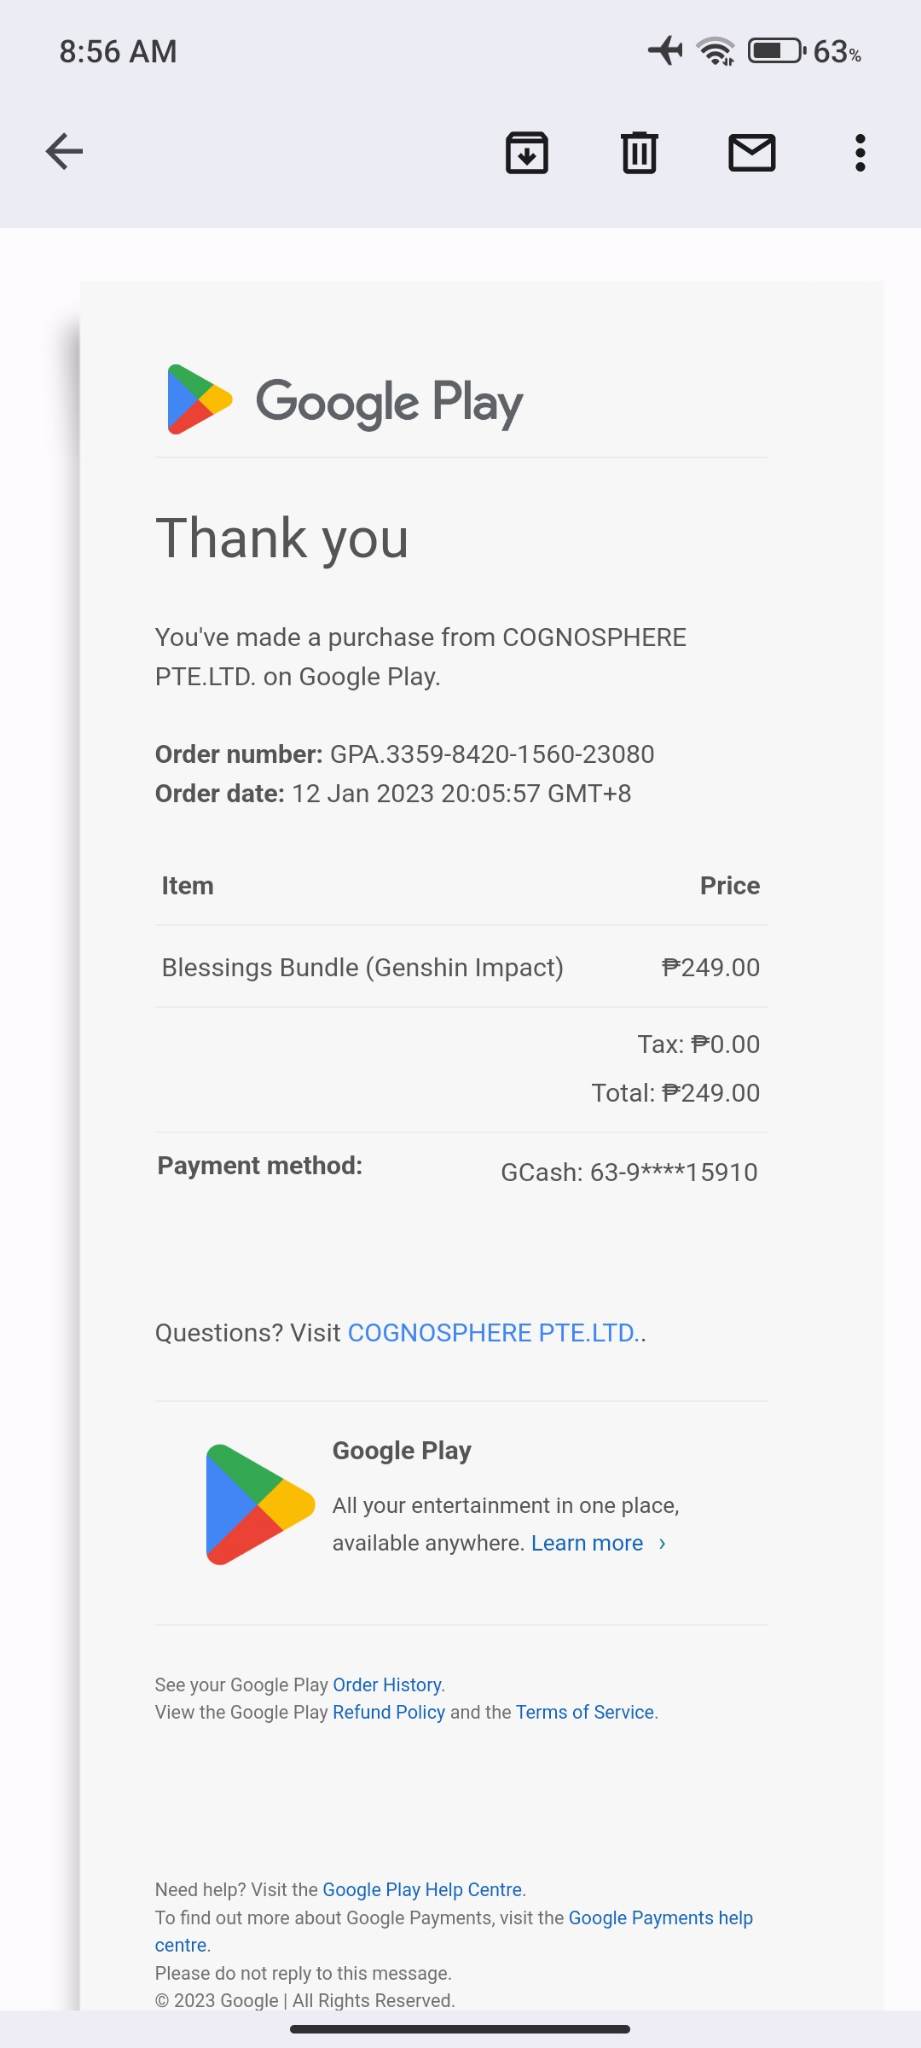 8:56 AM
63%
Google Play
Thank you
You've made a purchase from COGNOSPHERE
PTE.LTD. on Google Play.
Order number: GPA.3359-8420-1560-23080
Order date: 12 Jan 2023 20:05:57 GMT+8
Item Price
Blessings Bundle (Genshin Impact) ₱249.00
Tax: ₱0.00
Total: ₱249.00
Payment method: GCash: 63-9****15910
Questions? Visit COGNOSPHERE PTE.LTD..
Google Play
All your entertainment in one place,
available anywhere. Learn more ›
See your Google Play Order History.
View the Google Play Refund Policy and the Terms of Service.
Need help? Visit the Google Play Help Centre.
To find out more about Google Payments, visit the Google Payments help
centre.
Please do not reply to this message.
© 2023 Google | All Rights Reserved.